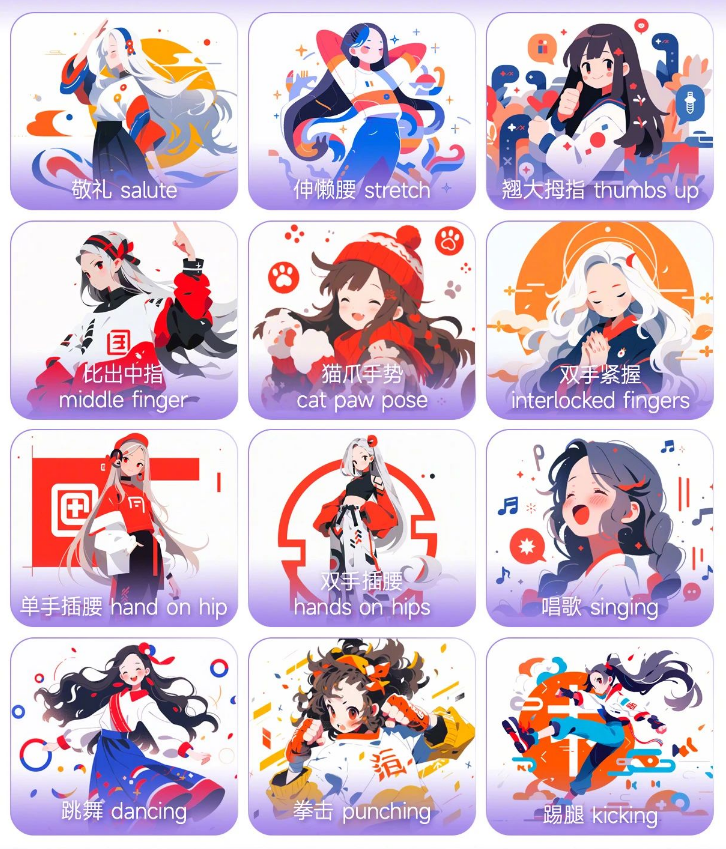 敬礼 salute
伸懒腰 stretch
翘大拇指 thumbs up
比出中指
middle finger
猫爪手势
cat paw pose
双手紧握
interlocked fingers
单手插腰 hand on hip
双手插腰
hands on hips
唱歌 singing
跳舞 dancing
拳击 punching
踢腿 kicking